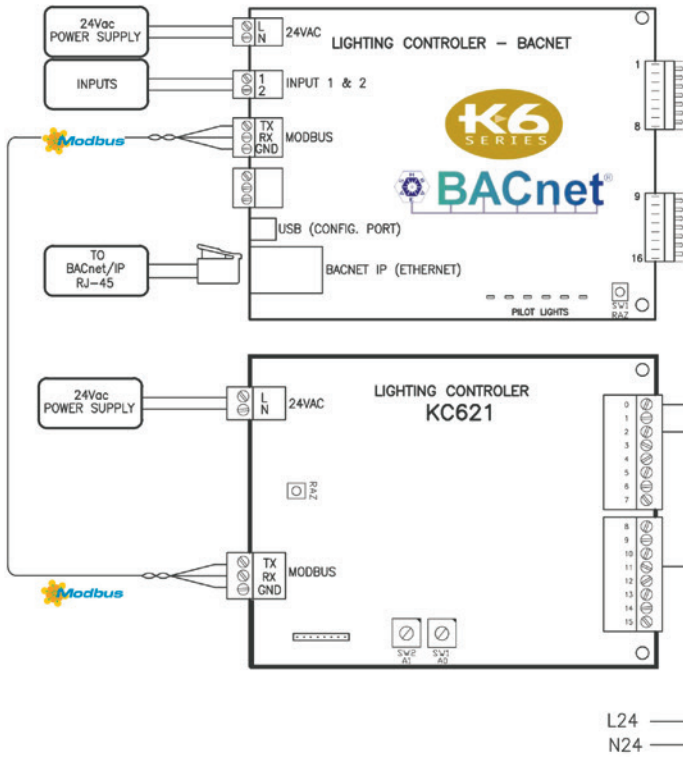 24Vac
POWER SUPPLY
L
N
24VAC
LIGHTING CONTROLER - BACNET
INPUTS
1
2
INPUT 1 & 2
1
8
K6
SERIES
Modbus
TX
RX
GND
MODBUS
BACnet®
9
16
USB (CONFIG. PORT)
TO
BACnet/IP
RJ-45
BACNET IP (ETHERNET)
PILOT LIGHTS
SW1
RAZ
24Vac
POWER SUPPLY
L
N
24VAC
LIGHTING CONTROLER
KC621
0
1
2
3
4
5
6
7
RAZ
8
9
10
11
12
13
14
15
TX
RX
GND
MODBUS
Modbus
SW2
A1
SW1
A0
L24
N24